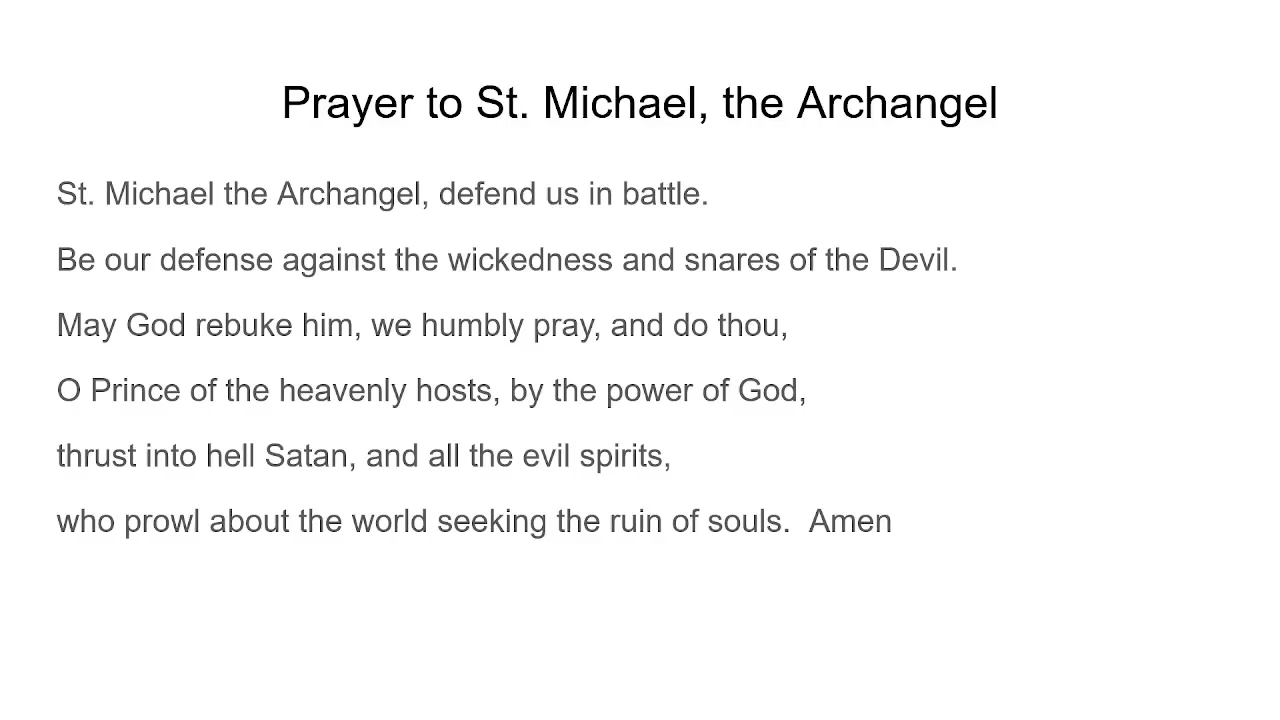 Prayer to St. Michael, the Archangel
St. Michael the Archangel, defend us in battle.
Be our defense against the wickedness and snares of the Devil.
May God rebuke him, we humbly pray, and do thou,
O Prince of the heavenly hosts, by the power of God,
thrust into hell Satan, and all the evil spirits,
who prowl about the world seeking the ruin of souls.  Amen